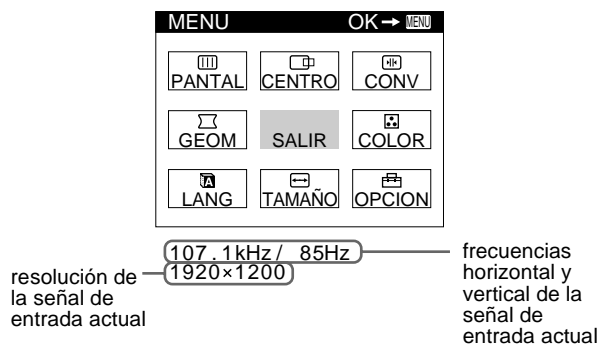 MENU OK→ MENU
PANTAL CENTRO CONV
GEOM SALIR COLOR
A
LANG TAMAÑO OPCION
107.1kHz/ 85Hz
1920×1200
resolución de
la señal de
entrada actual
frecuencias
horizontal y
vertical de la
señal de
entrada actual